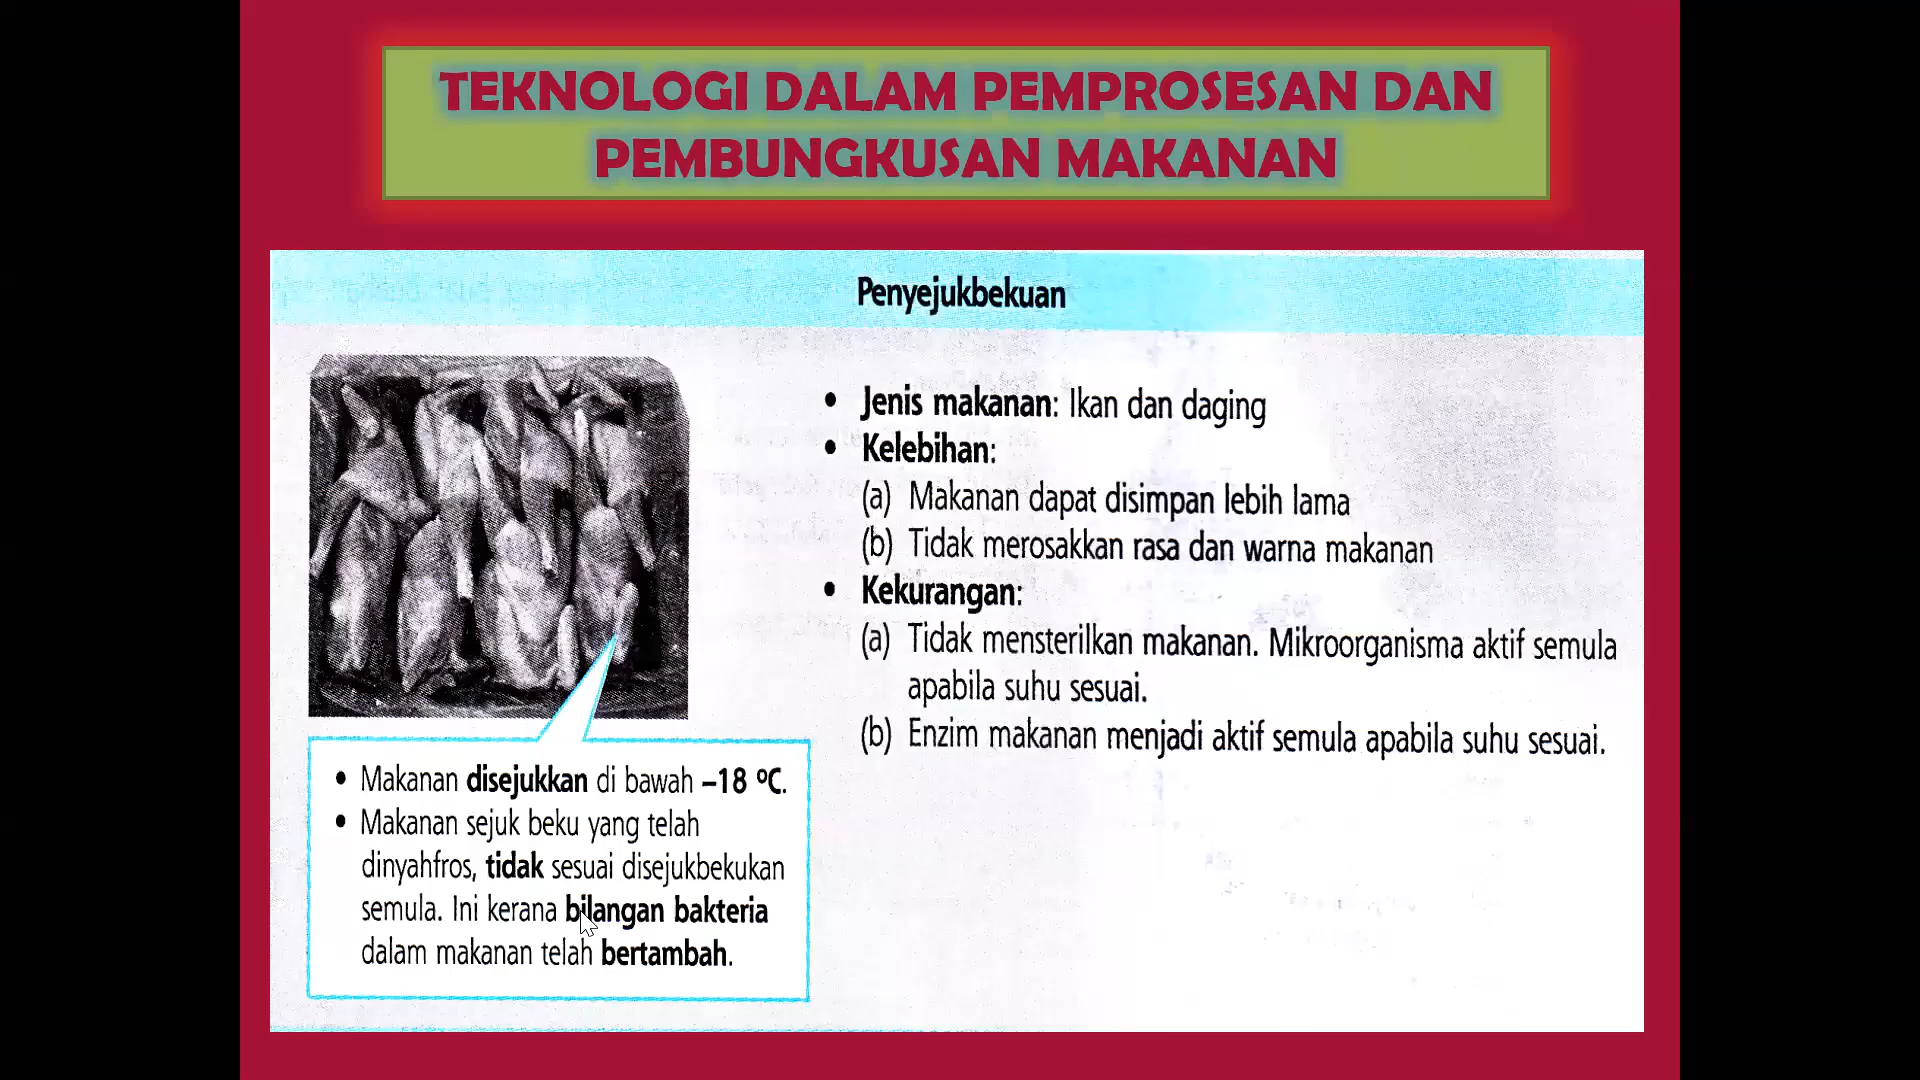 TEKNOLOGI DALAM PEMPROSESAN DAN
PEMBUNGKUSAN MAKANAN
Penyejukbekuan
• Jenis makanan: Ikan dan daging
• Kelebihan:
(a) Makanan dapat disimpan lebih lama
(b) Tidak merosakkan rasa dan warna makanan
• Kekurangan:
(a) Tidak mensterilkan makanan. Mikroorganisma aktif semula
apabila suhu sesuai.
(b) Enzim makanan menjadi aktif semula apabila suhu sesuai.
• Makanan disejukkan di bawah –18 ºC.
• Makanan sejuk beku yang telah
dinyahfros, tidak sesuai disejukbekukan
semula. Ini kerana bilangan bakteria
dalam makanan telah bertambah.